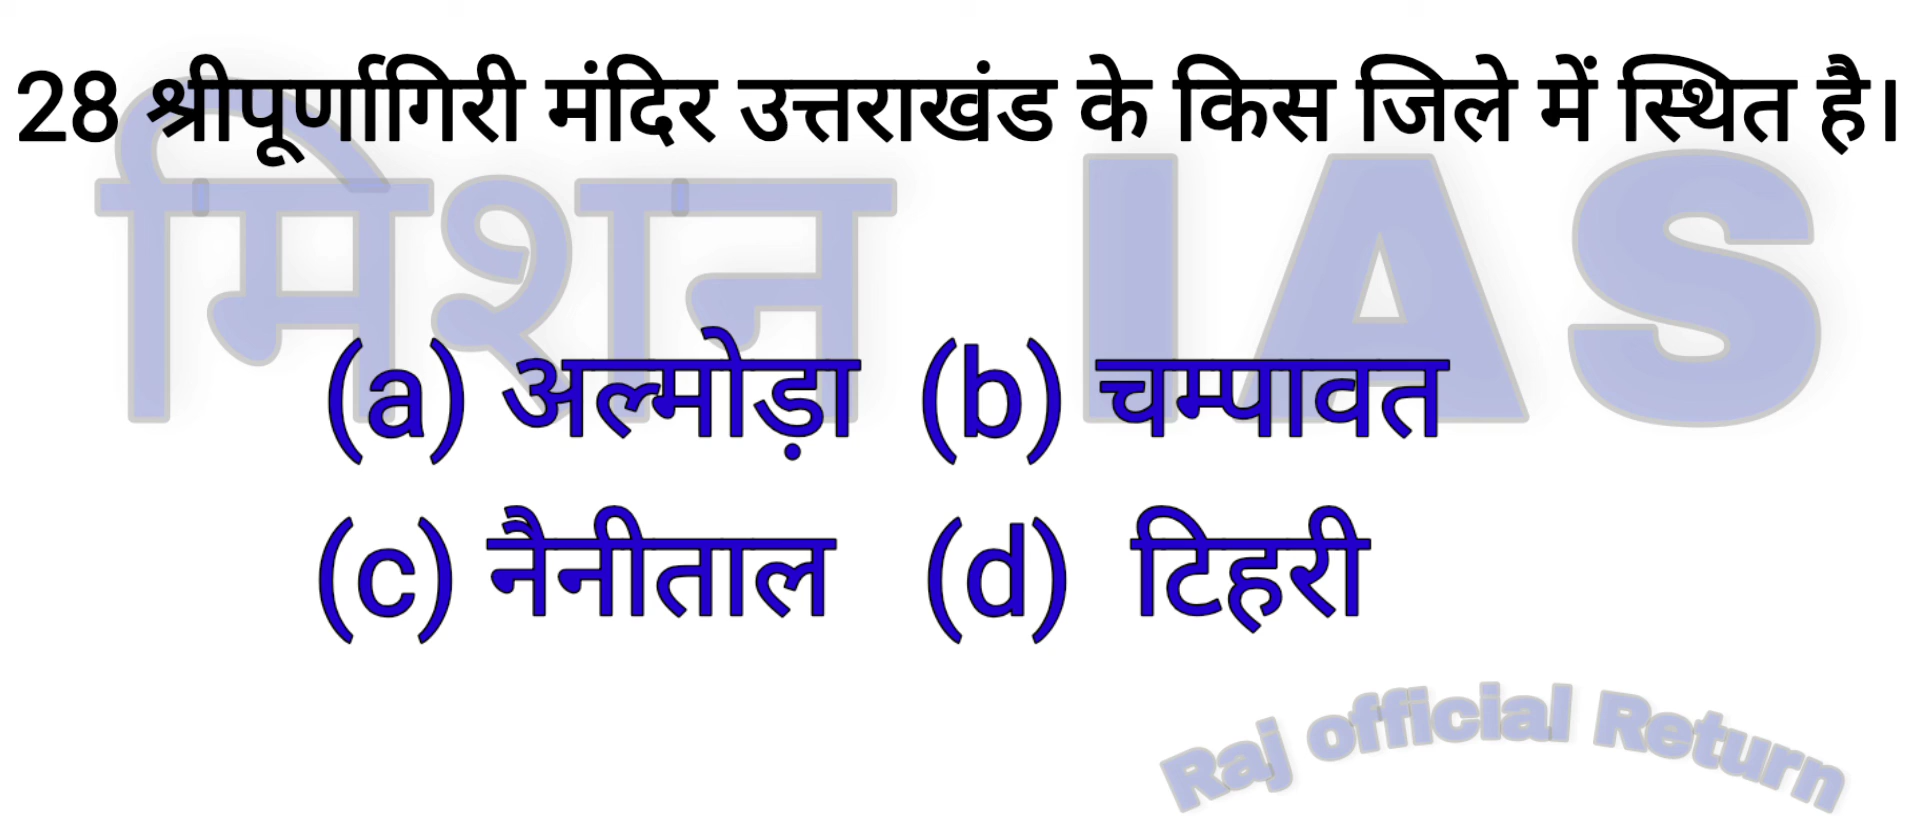 28 श्रीपूर्णागिरी मंदिर उत्तराखंड के किस जिले में स्थित है।
मिशन IAS
(a) अल्मोड़ा (b) चम्पावत
(c) नैनीताल (d) टिहरी
Raj official Return